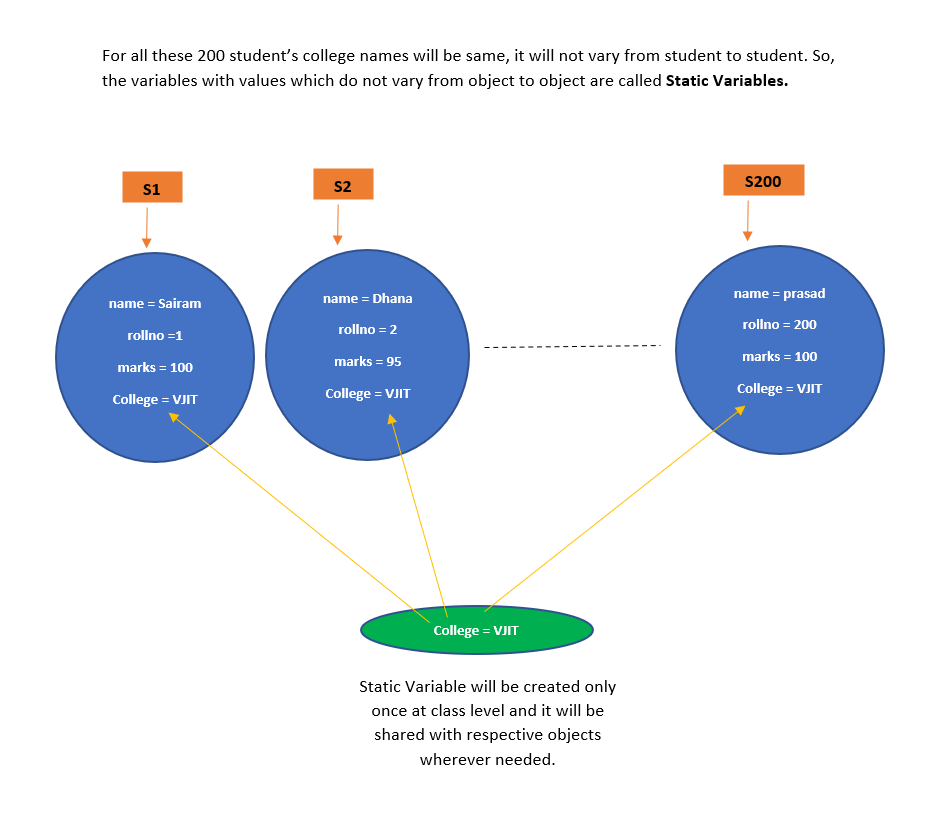 For all these 200 student’s college names will be same, it will not vary from student to student. So,
the variables with values which do not vary from object to object are called Static Variables.
S1
S2
S200
name = Sairam
rollno =1
marks = 100
College = VJIT
name = Dhana
rollno = 2
marks = 95
College = VJIT
name = prasad
rollno = 200
marks = 100
College = VJIT
College = VJIT
Static Variable will be created only
once at class level and it will be
shared with respective objects
wherever needed.